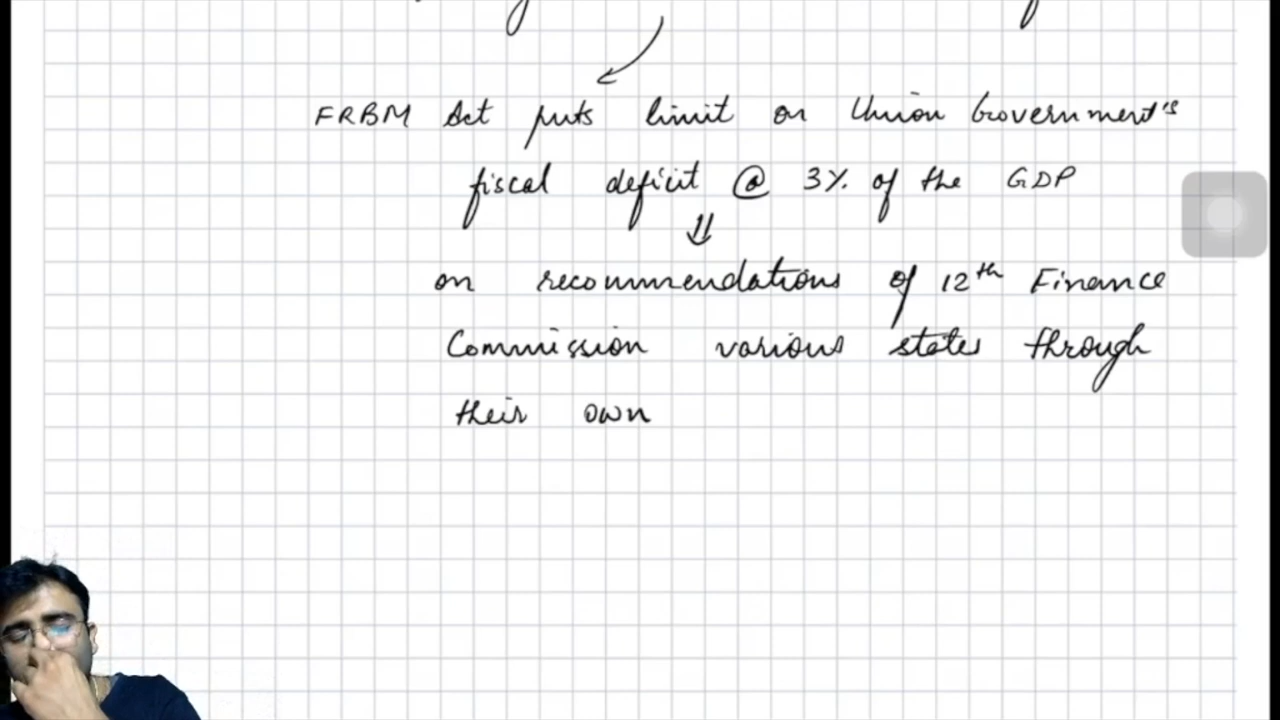 FRBM Act puts limit on Union Government's
fiscal deficit @ 3% of the GDP
on recommendations of 12th Finance
Commission various states through
their own